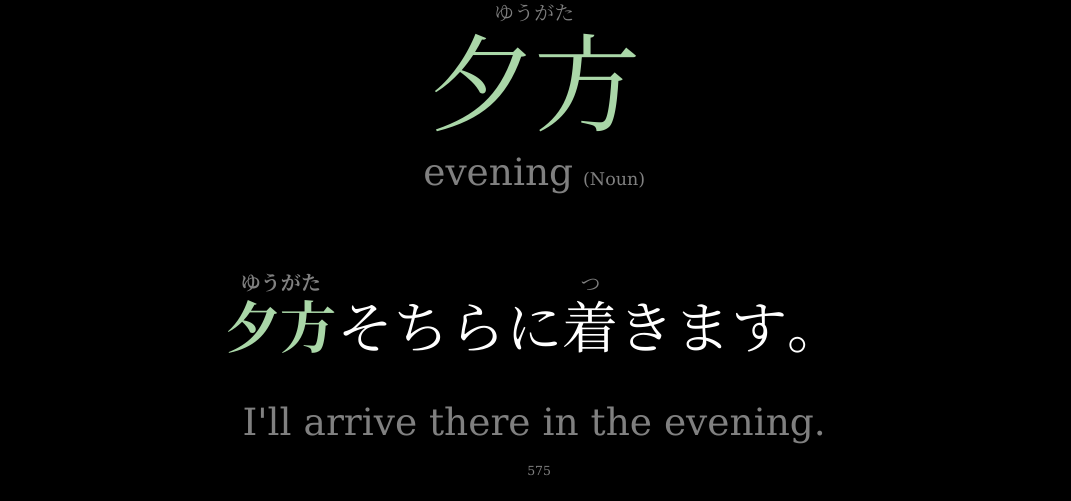 ゆうがた
夕方
evening (Noun)
ゆうがた つ
夕方そちらに着きます。
I'll arrive there in the evening.
575